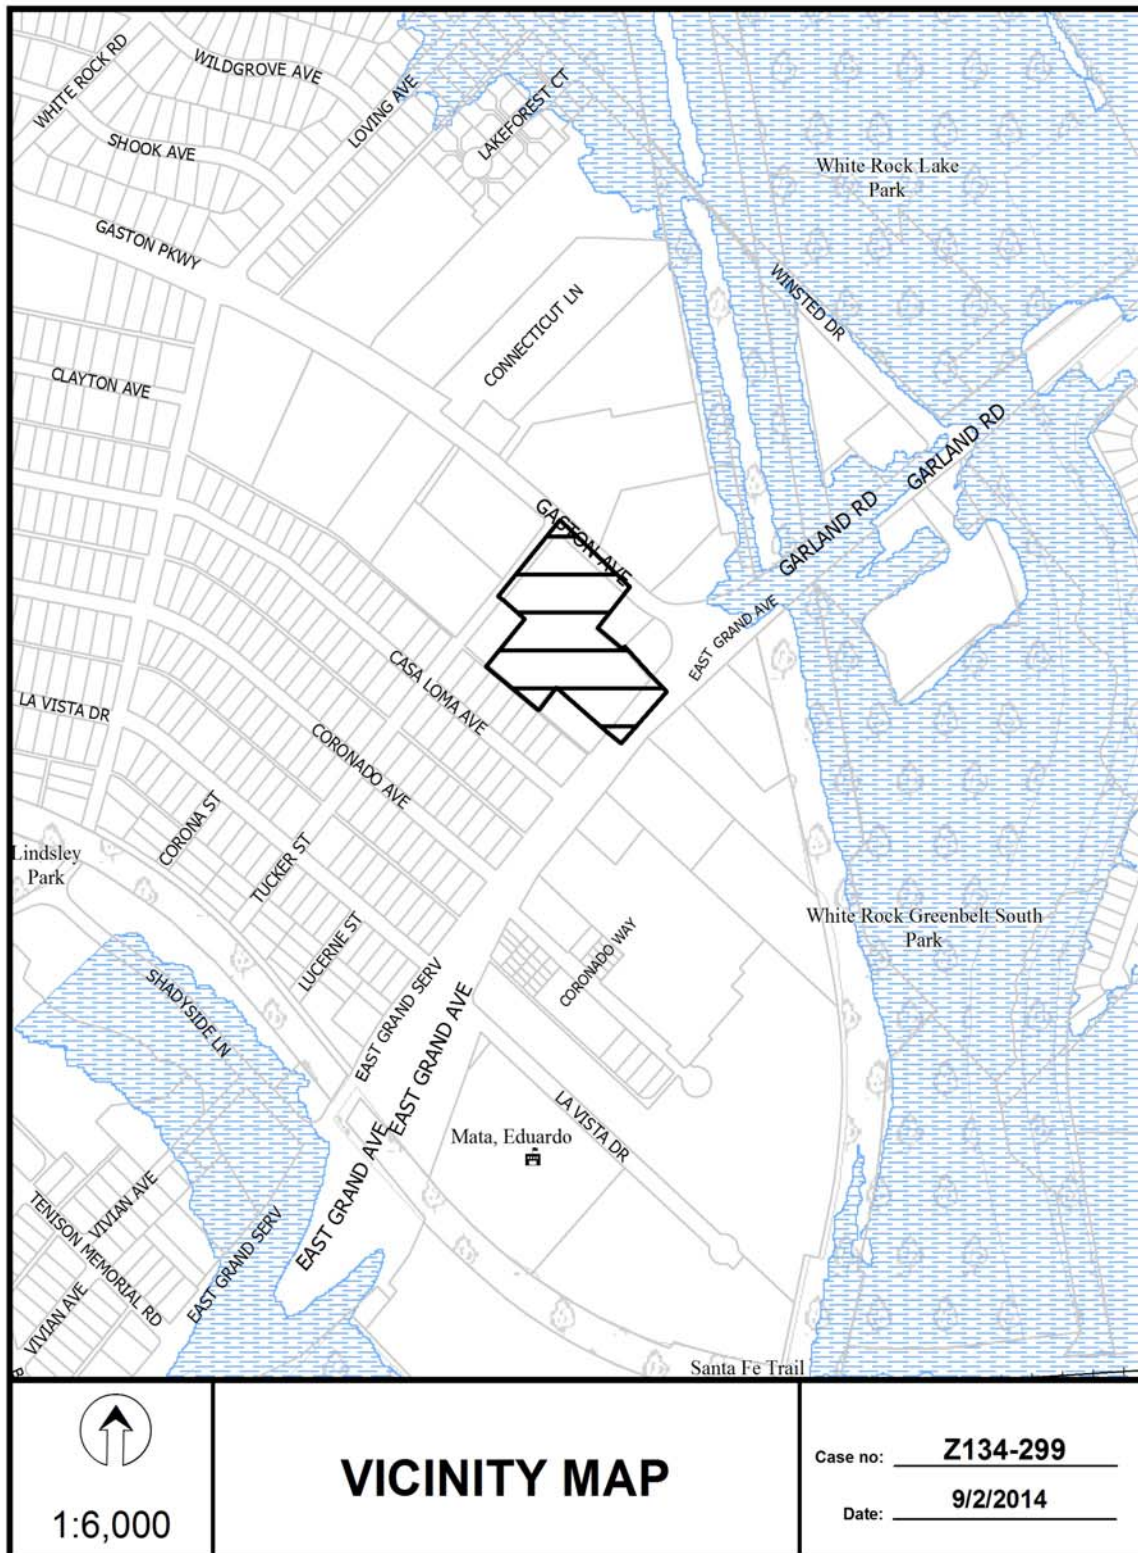 WHITE ROCK RD
WILDGROVE AVE
LOVING AVE
LAKEFOREST CT
SHOOK AVE
White Rock Lake
Park
GASTON PKWY
WINSTED DR
CONNECTICUT LN
CLAYTON AVE
GARLAND RD
GASTON AVE
GARLAND RD
EAST GRAND AVE
CASA LOMA AVE
LA VISTA DR
CORONADO AVE
CORONA ST
TUCKER ST
Lindsley
Park
LUCERNE ST
White Rock Greenbelt South
Park
CORONADO WAY
SHADYSIDE LN
EAST GRAND SERV
EAST GRAND AVE
LA VISTA DR
Mata, Eduardo
EAST GRAND AVE
VIVIAN AVE
TENISON MEMORIAL RD
EAST GRAND SERV
VIVIAN AVE
Santa Fe Trail
1:6,000
VICINITY MAP
Case no: Z134-299
Date: 9/2/2014